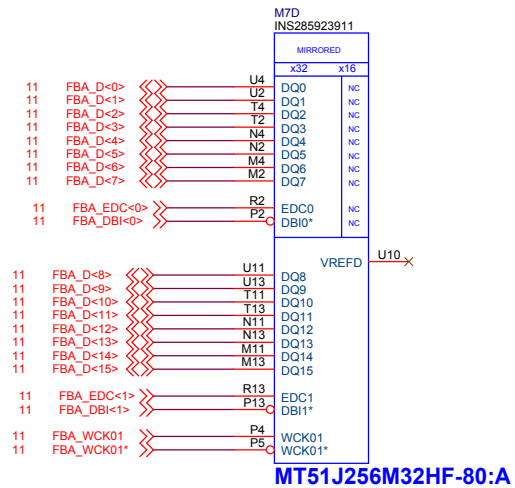 M7D
INS285923911
MIRRORED
x32 x16
11 FBA_D<0> U4 DQ0 NC
11 FBA_D<1> U2 DQ1 NC
11 FBA_D<2> T4 DQ2 NC
11 FBA_D<3> T2 DQ3 NC
11 FBA_D<4> N4 DQ4 NC
11 FBA_D<5> N2 DQ5 NC
11 FBA_D<6> M4 DQ6 NC
11 FBA_D<7> M2 DQ7 NC
11 FBA_EDC<0> R2 EDC0 NC
11 FBA_DBI<0> P2 DBI0* NC
VREFD U10
11 FBA_D<8> U11 DQ8
11 FBA_D<9> U13 DQ9
11 FBA_D<10> T11 DQ10
11 FBA_D<11> T13 DQ11
11 FBA_D<12> N11 DQ12
11 FBA_D<13> N13 DQ13
11 FBA_D<14> M11 DQ14
11 FBA_D<15> M13 DQ15
11 FBA_EDC<1> R13 EDC1
11 FBA_DBI<1> P13 DBI1*
11 FBA_WCK01 P4 WCK01
11 FBA_WCK01* P5 WCK01*
MT51J256M32HF-80:A